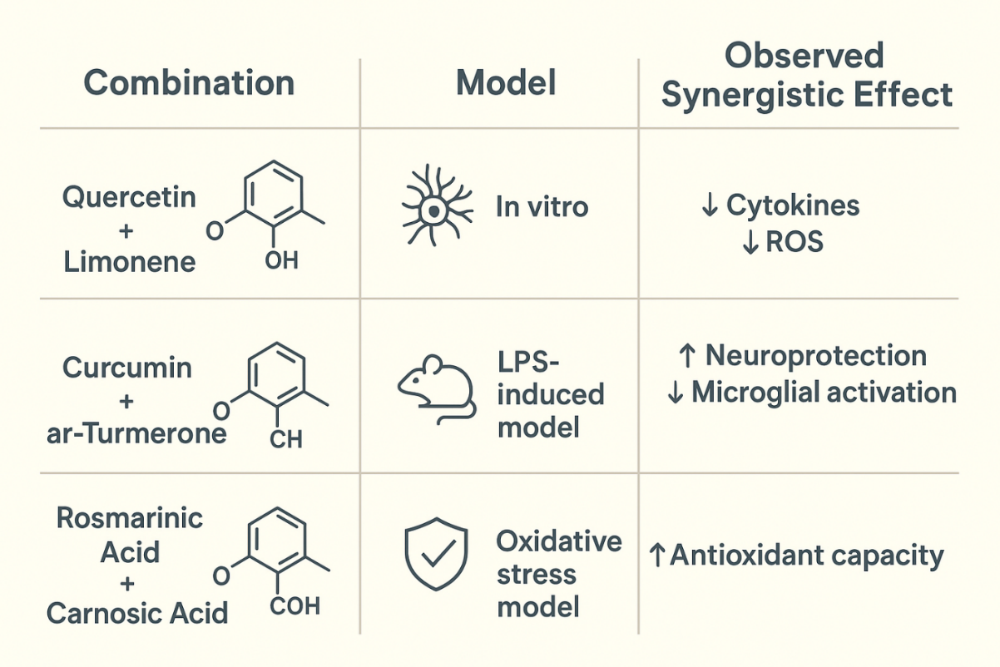 Combination
Model
Observed
Synergistic Effect
Quercetin
+
Limonene
O
OH
In vitro
↓ Cytokines
↓ ROS
Curcumin
+
ar-Turmerone
O
CH
LPS-
induced
model
↑ Neuroprotection
↓ Microglial activation
Rosmarinic
Acid
+
Carnosic Acid
O
COH
Oxidative
stress
model
↑Antioxidant capacity